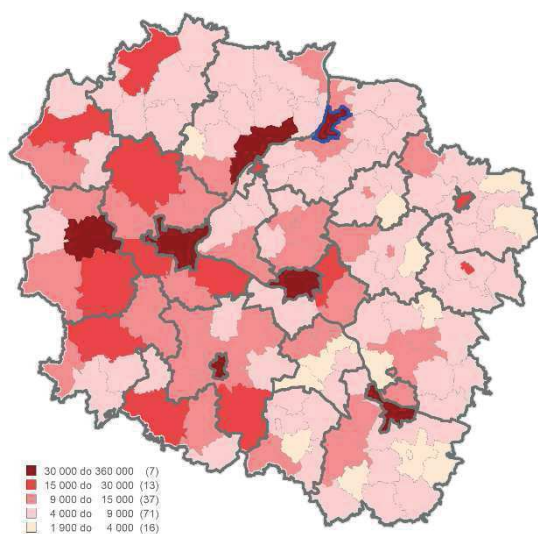 30 000 do 360 000 (7)
15 000 do 30 000 (13)
9 000 do 15 000 (37)
4 000 do 9 000 (71)
1 900 do 4 000 (16)